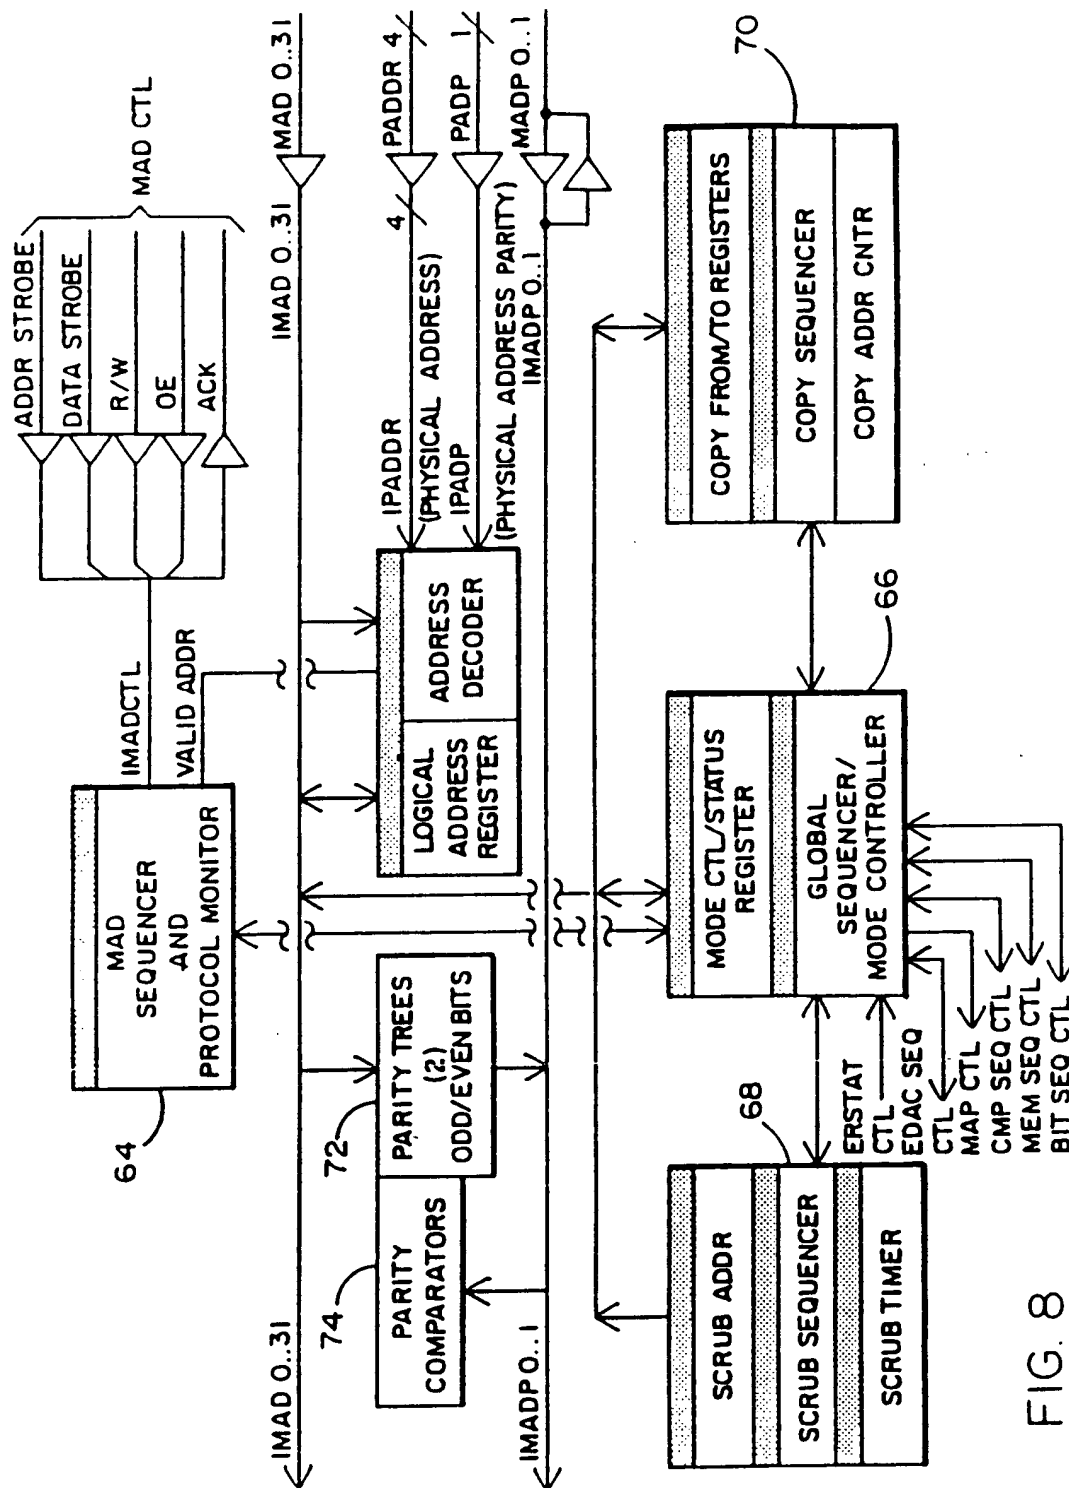 ADDR STROBE
DATA STROBE
R/W
OE
ACK
MAD CTL
IMADCTL
VALID ADDR
MAD
SEQUENCER
AND
PROTOCOL MONITOR
64
IMAD 0..31
IMAD 0..31
MAD 0..31
PARITY TREES
(2)
ODD/EVEN BITS
72
PARITY
COMPARATORS
74
LOGICAL
ADDRESS
REGISTER
ADDRESS
DECODER
IPADDR
4
PADDR 4
(PHYSICAL ADDRESS)
IPADP
PADP 1
(PHYSICAL ADDRESS PARITY)
IMADP 0..1
IMADP 0..1
MADP 0..1
SCRUB ADDR
SCRUB SEQUENCER
SCRUB TIMER
68
MODE CTL/STATUS
REGISTER
GLOBAL
SEQUENCER/
MODE CONTROLLER
66
COPY FROM/TO REGISTERS
COPY SEQUENCER
COPY ADDR CNTR
70
ERSTAT
CTL
EDAC SEQ
CTL
MAP CTL
CMP SEQ CTL
MEM SEQ CTL
BIT SEQ CTL
FIG. 8